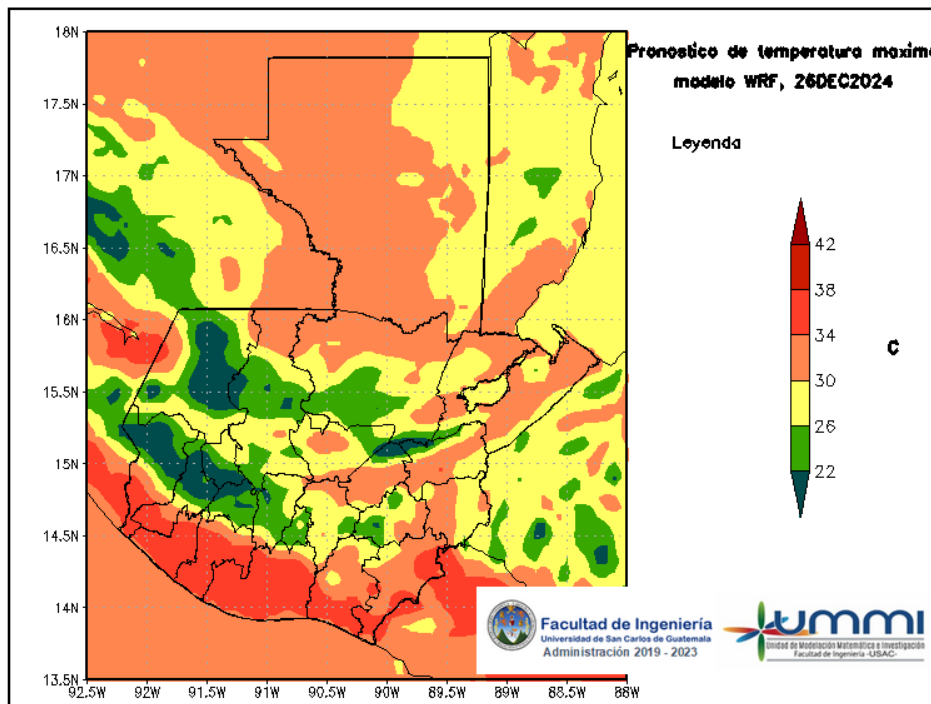 Pronostico de temperatura maxima
modelo WRF, 26DEC2024
Leyenda
18N
17.5N
17N
16.5N
16N
15.5N
15N
14.5N
14N
13.5N
92.5W 92W 91.5W 91W 90.5W 90W 89.5W 89W 88.5W 88W
42
38
34
30
26
22
C
Facultad de Ingeniería
Universidad de San Carlos de Guatemala
Administración 2019 - 2023
ummi
Unidad de Modelación Matemática e Investigación
Facultad de Ingeniería -USAC-